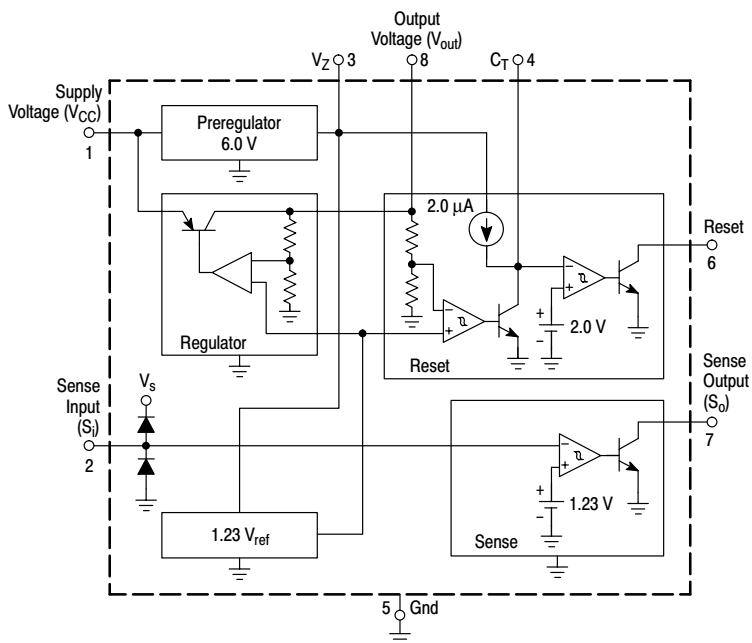 Output
Voltage (Vout)
VZ 3
8
CT 4
Supply
Voltage (VCC)
1
Preregulator
6.0 V
2.0 µA
Reset
6
2.0 V
Regulator
Reset
Sense
Input
(Si)
2
Vs
Sense
Output
(So)
7
1.23 V
1.23 Vref
Sense
5 Gnd